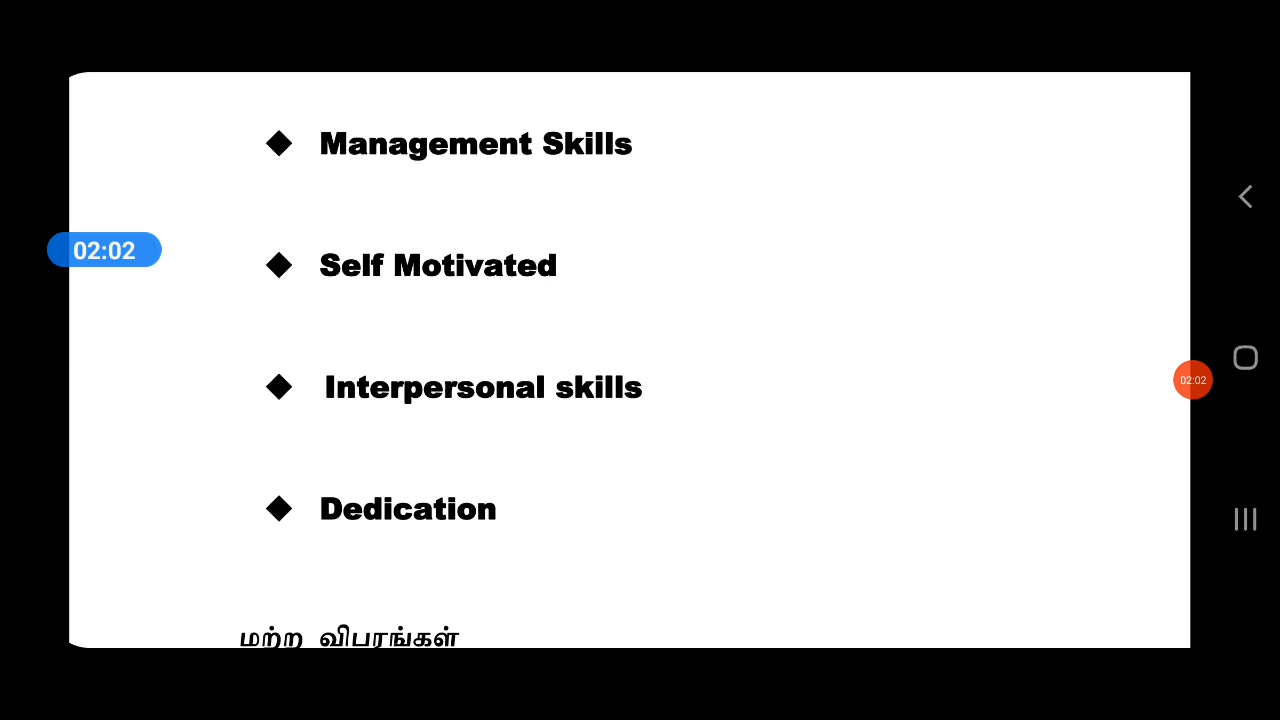 Management Skills
02:02
Self Motivated
02:02
Interpersonal skills
Dedication
மற்ற விபரங்கள்